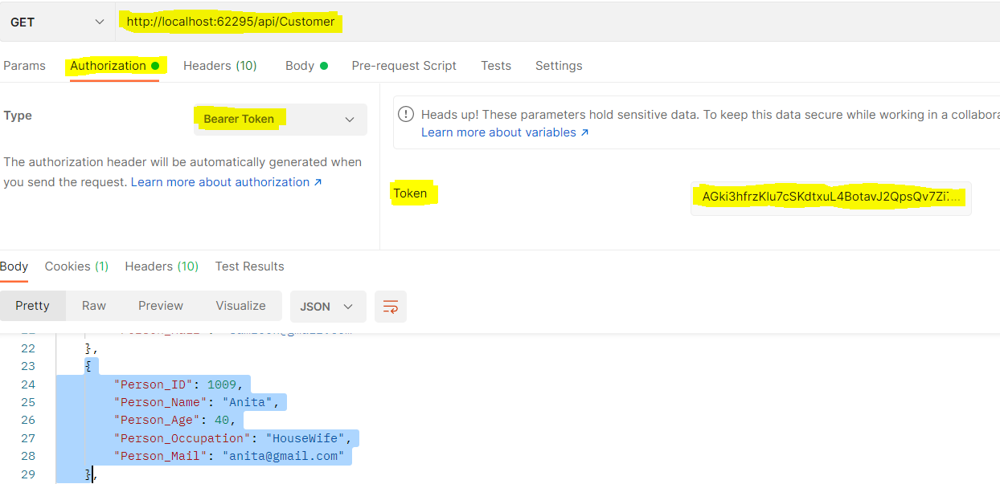 GET http://localhost:62295/api/Customer
Params Authorization Headers (10) Body Pre-request Script Tests Settings
Type Bearer Token
The authorization header will be automatically generated when
you send the request. Learn more about authorization ↗
Heads up! These parameters hold sensitive data. To keep this data secure while working in a collabora
Learn more about variables ↗
Token AGki3hfrzKlu7cSKdtxuL4BotavJ2QpsQv7Zi7...
Body Cookies (1) Headers (10) Test Results
Pretty Raw Preview Visualize JSON
22 },
23 {
24 "Person_ID": 1009,
25 "Person_Name": "Anita",
26 "Person_Age": 40,
27 "Person_Occupation": "HouseWife",
28 "Person_Mail": "anita@gmail.com"
29 },